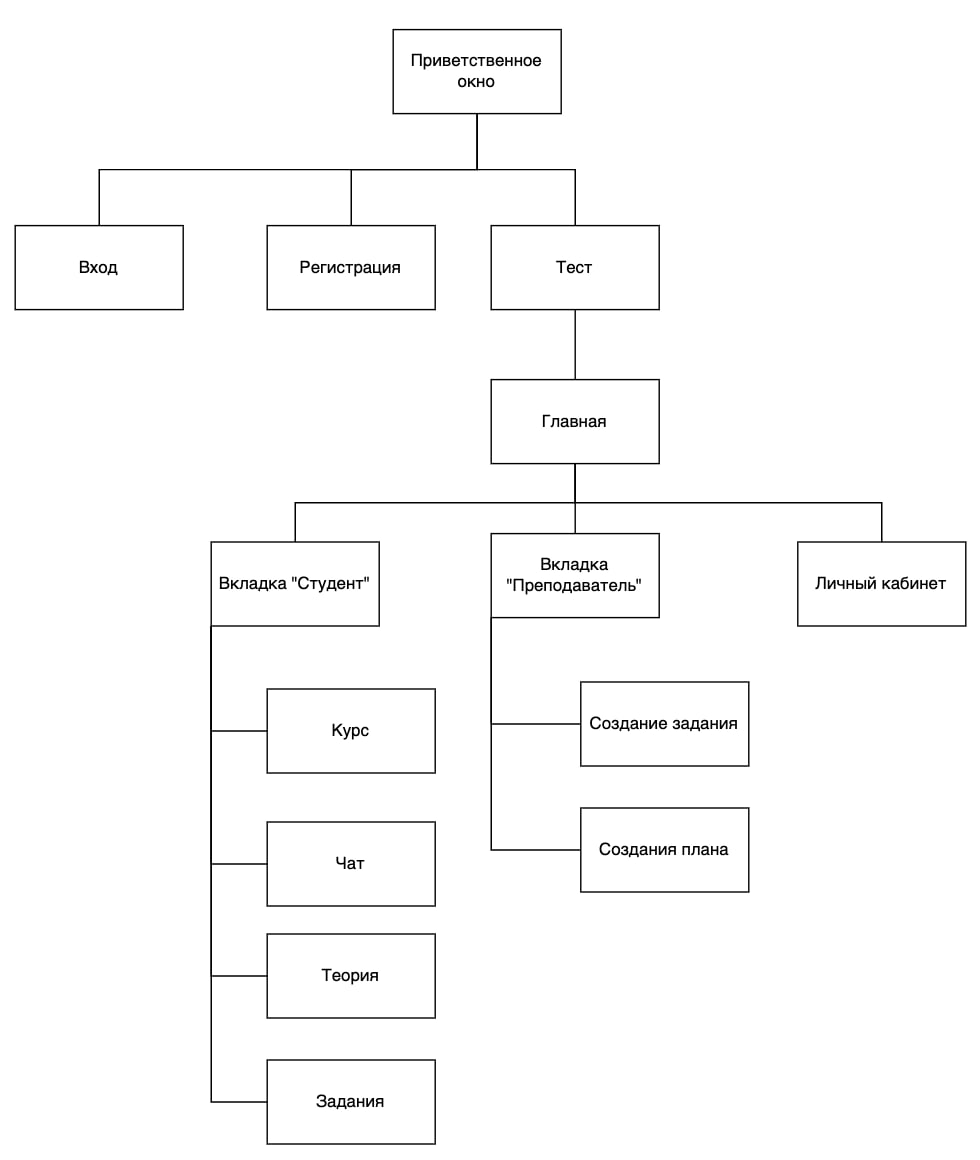 Приветственное
окно
Вход
Регистрация
Тест
Главная
Вкладка "Студент"
Вкладка
"Преподаватель"
Личный кабинет
Курс
Чат
Теория
Задания
Создание задания
Создания плана